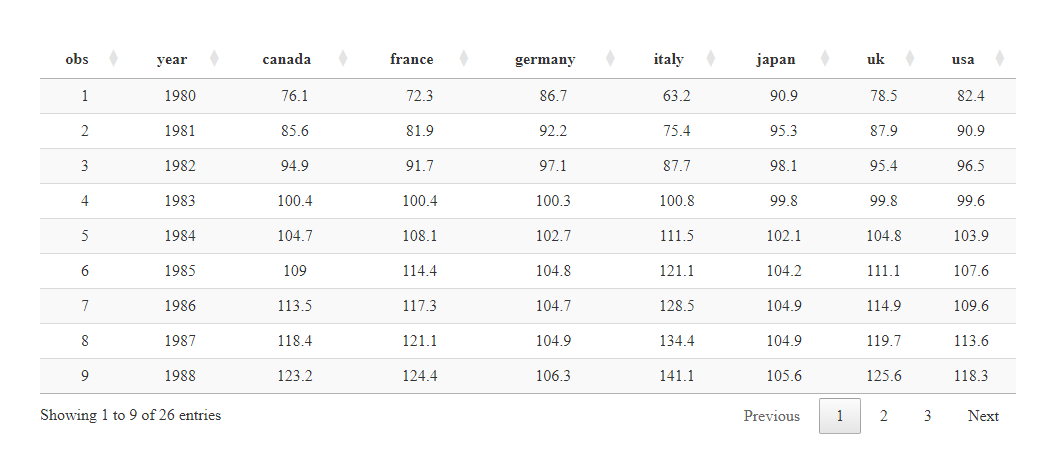 obs year canada france germany italy japan uk usa
1 1980 76.1 72.3 86.7 63.2 90.9 78.5 82.4
2 1981 85.6 81.9 92.2 75.4 95.3 87.9 90.9
3 1982 94.9 91.7 97.1 87.7 98.1 95.4 96.5
4 1983 100.4 100.4 100.3 100.8 99.8 99.8 99.6
5 1984 104.7 108.1 102.7 111.5 102.1 104.8 103.9
6 1985 109 114.4 104.8 121.1 104.2 111.1 107.6
7 1986 113.5 117.3 104.7 128.5 104.9 114.9 109.6
8 1987 118.4 121.1 104.9 134.4 104.9 119.7 113.6
9 1988 123.2 124.4 106.3 141.1 105.6 125.6 118.3
Showing 1 to 9 of 26 entries Previous 1 2 3 Next